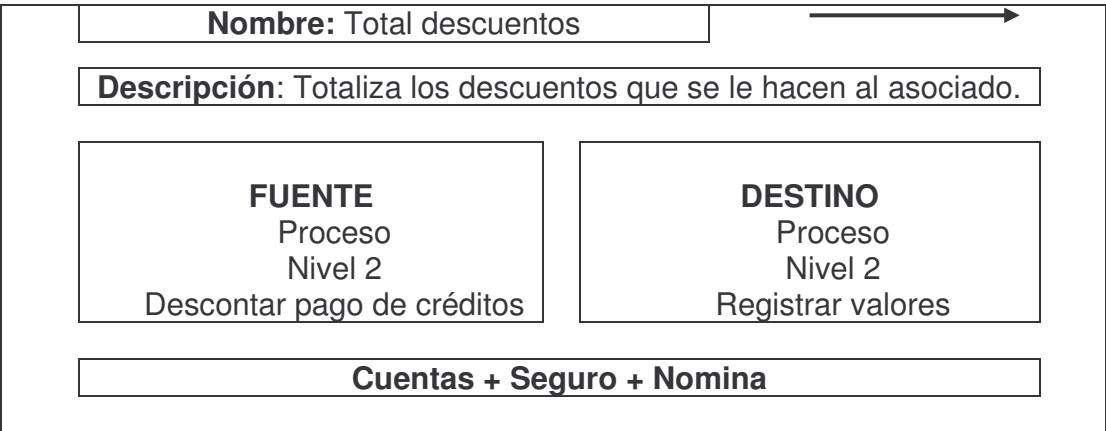 Nombre: Total descuentos
Descripción: Totaliza los descuentos que se le hacen al asociado.
FUENTE
Proceso
Nivel 2
Descontar pago de créditos
DESTINO
Proceso
Nivel 2
Registrar valores
Cuentas + Seguro + Nomina